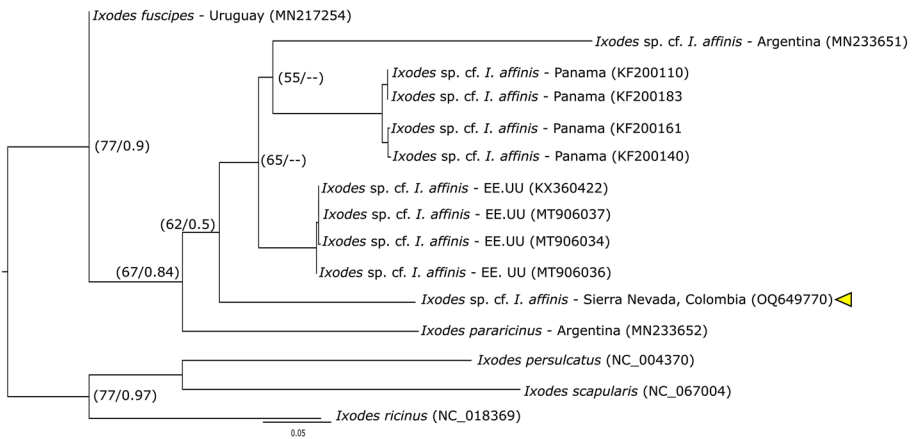 Ixodes fuscipes - Uruguay (MN217254)
Ixodes sp. cf. I. affinis - Argentina (MN233651)
(55/--)
Ixodes sp. cf. I. affinis - Panama (KF200110)
Ixodes sp. cf. I. affinis - Panama (KF200183
Ixodes sp. cf. I. affinis - Panama (KF200161
(77/0.9)
Ixodes sp. cf. I. affinis - Panama (KF200140)
(65/--)
Ixodes sp. cf. I. affinis - EE.UU (KX360422)
Ixodes sp. cf. I. affinis - EE.UU (MT906037)
(62/0.5)
Ixodes sp. cf. I. affinis - EE.UU (MT906034)
(67/0.84)
Ixodes sp. cf. I. affinis - EE. UU (MT906036)
Ixodes sp. cf. I. affinis - Sierra Nevada, Colombia (OQ649770)
Ixodes pararicinus - Argentina (MN233652)
Ixodes persulcatus (NC_004370)
(77/0.97)
Ixodes scapularis (NC_067004)
Ixodes ricinus (NC_018369)
0.05